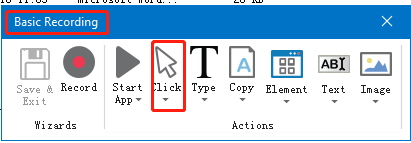 Basic Recording
Save & Exit
Record
Start App
Click
Type
Copy
Element
Text
Image
Wizards
Actions